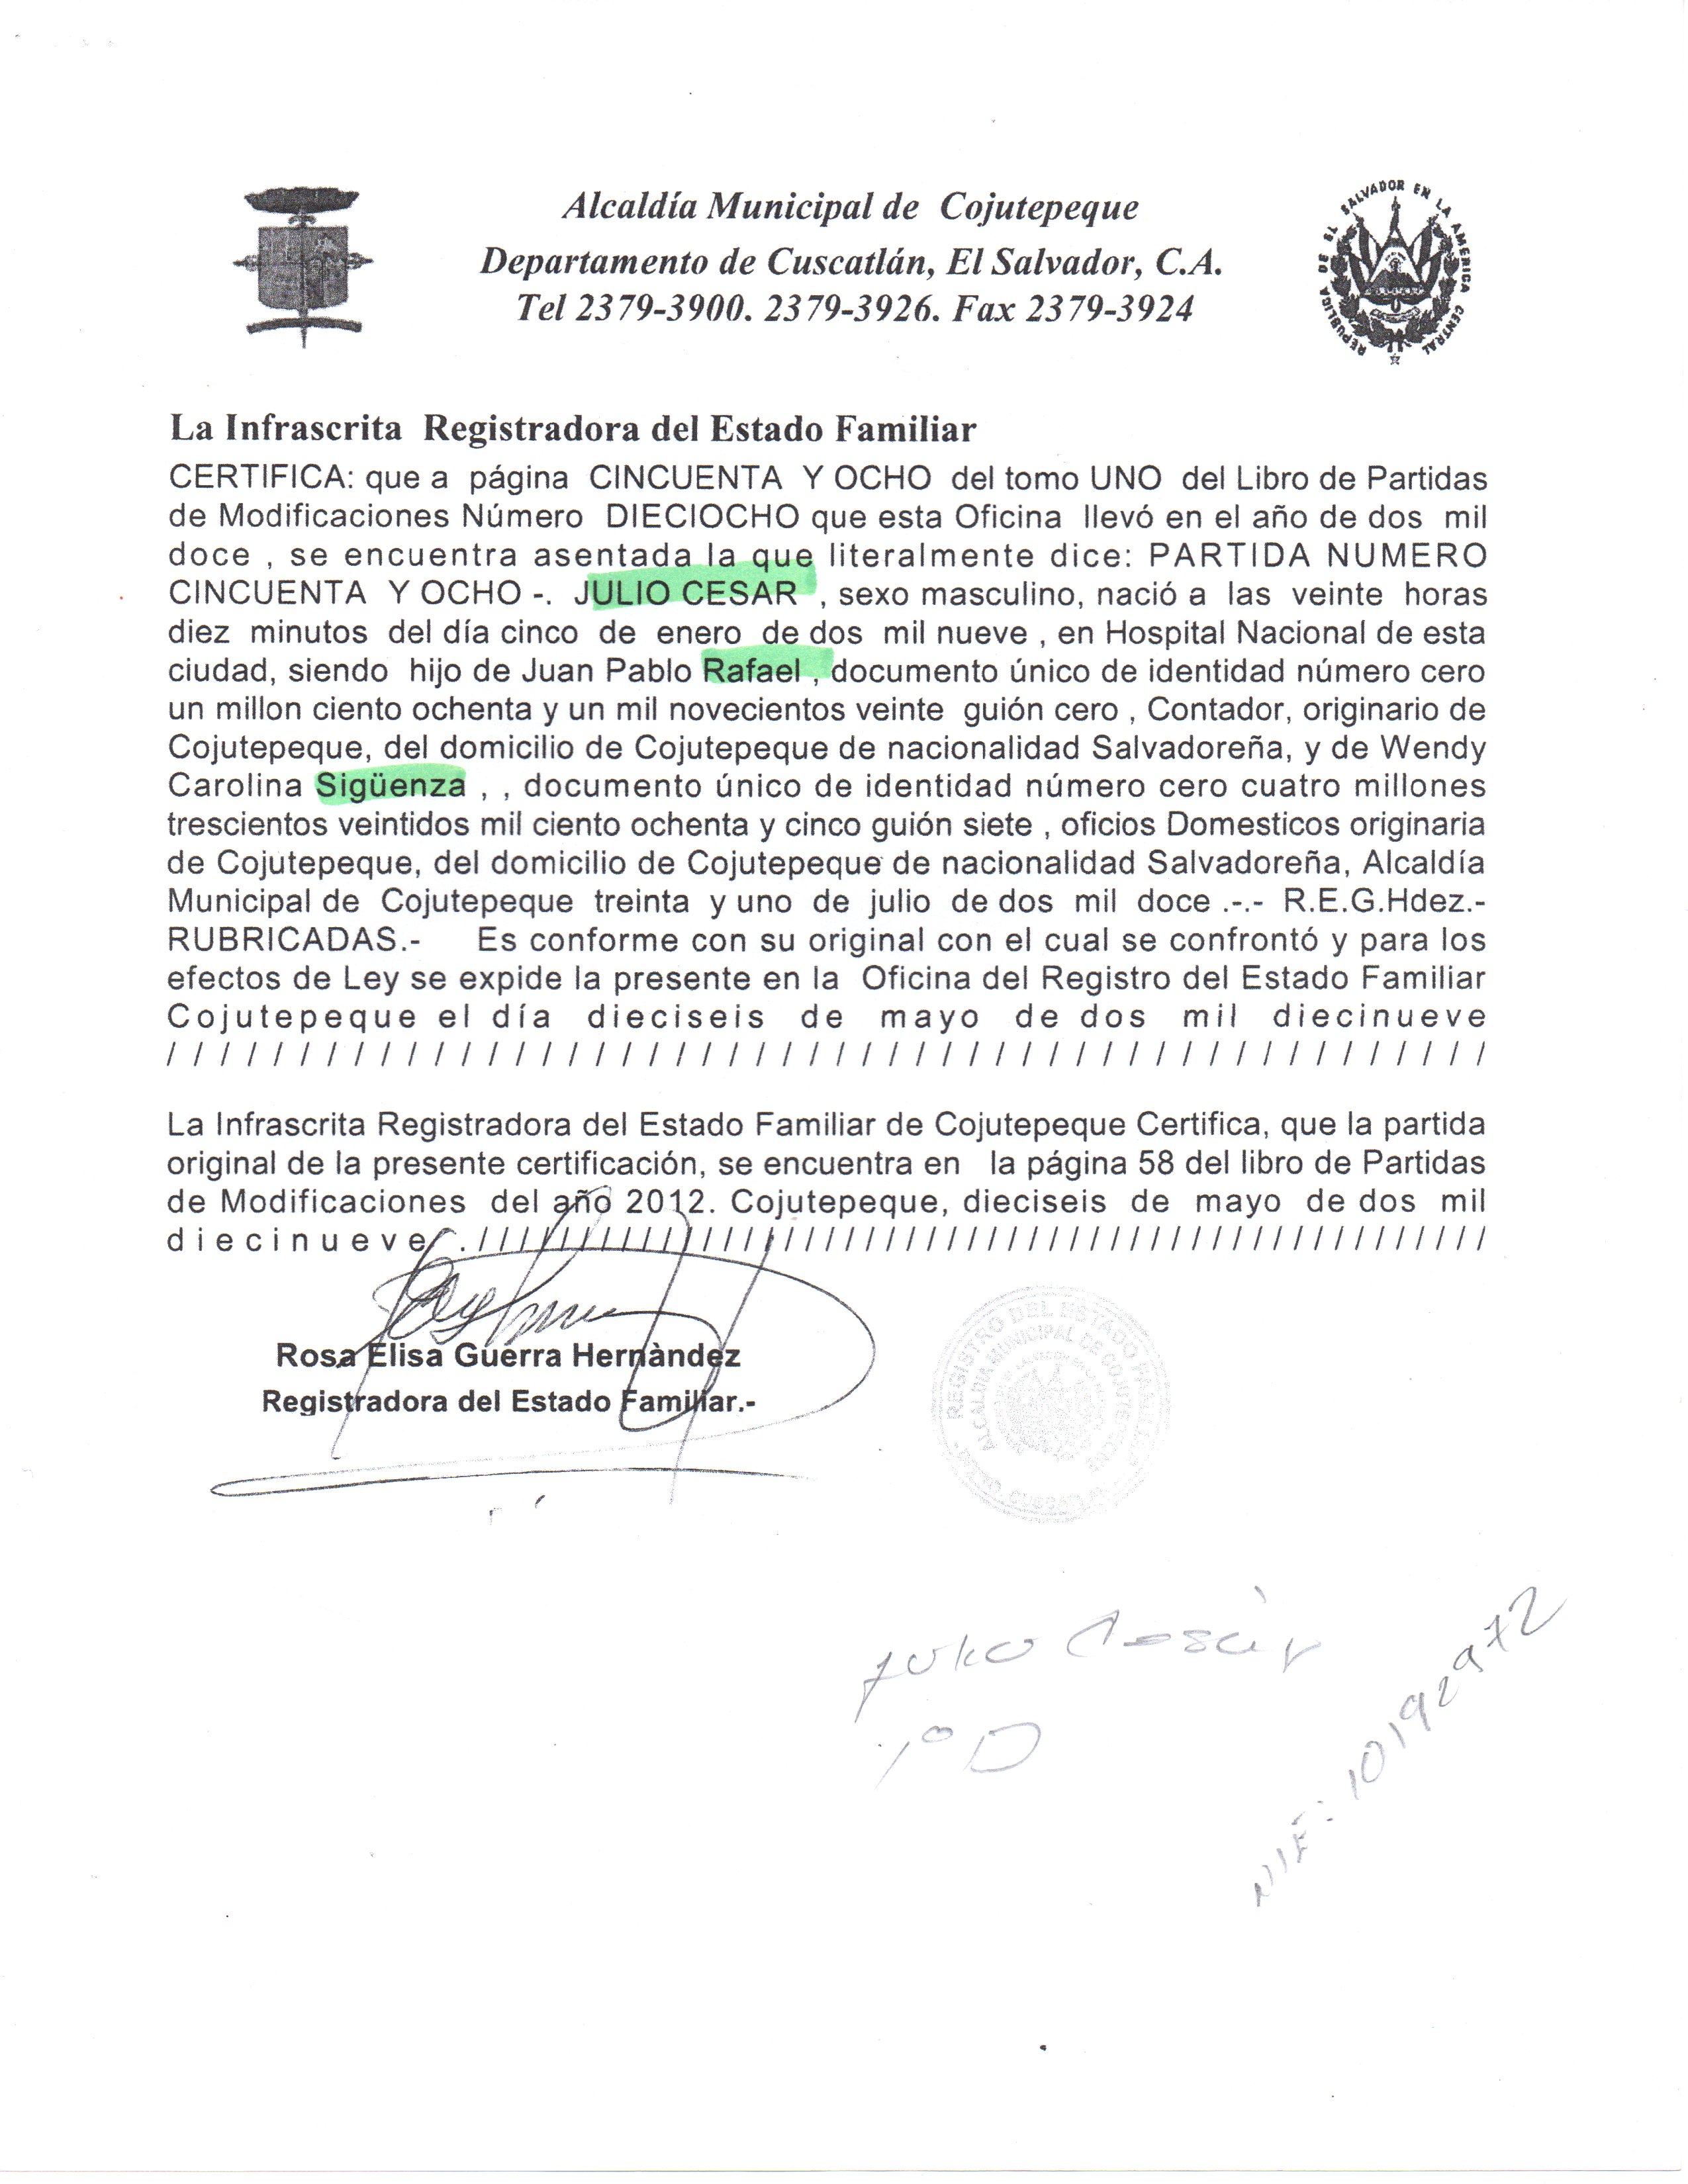 Alcaldía Municipal de Cojutepeque
Departamento de Cuscatlán, El Salvador, C.A.
Tel 2379-3900. 2379-3926. Fax 2379-3924
REPUBLICA DE EL SALVADOR EN LA AMERICA CENTRAL
La Infrascrita Registradora del Estado Familiar
CERTIFICA: que a página CINCUENTA Y OCHO del tomo UNO del Libro de Partidas
de Modificaciones Número DIECIOCHO que esta Oficina llevó en el año de dos mil
doce , se encuentra asentada la que literalmente dice: PARTIDA NUMERO
CINCUENTA Y OCHO -. JULIO CESAR , sexo masculino, nació a las veinte horas
diez minutos del día cinco de enero de dos mil nueve , en Hospital Nacional de esta
ciudad, siendo hijo de Juan Pablo Rafael , documento único de identidad número cero
un millon ciento ochenta y un mil novecientos veinte guión cero , Contador, originario de
Cojutepeque, del domicilio de Cojutepeque de nacionalidad Salvadoreña, y de Wendy
Carolina Sigüenza , , documento único de identidad número cero cuatro millones
trescientos veintidos mil ciento ochenta y cinco guión siete , oficios Domesticos originaria
de Cojutepeque, del domicilio de Cojutepeque de nacionalidad Salvadoreña, Alcaldía
Municipal de Cojutepeque treinta y uno de julio de dos mil doce .-.- R.E.G.Hdez.-
RUBRICADAS.- Es conforme con su original con el cual se confrontó y para los
efectos de Ley se expide la presente en la Oficina del Registro del Estado Familiar
Cojutepeque el día dieciseis de mayo de dos mil diecinueve
/ / / / / / / / / / / / / / / / / / / / / / / / / / / / / / / / / / / / / / / / / / / / / / / / / /
La Infrascrita Registradora del Estado Familiar de Cojutepeque Certifica, que la partida
original de la presente certificación, se encuentra en la página 58 del libro de Partidas
de Modificaciones del año 2012. Cojutepeque, dieciseis de mayo de dos mil
diecinueve .////////////////////////////////////////////////
Rosa Elisa Guerra Hernàndez
Registradora del Estado Familiar.-
REGISTRO DEL ESTADO FAMILIAR
ALCALDIA MUNICIPAL DE COJUTEPEQUE
Julio Cesàr
1° D
NIE: 10192972